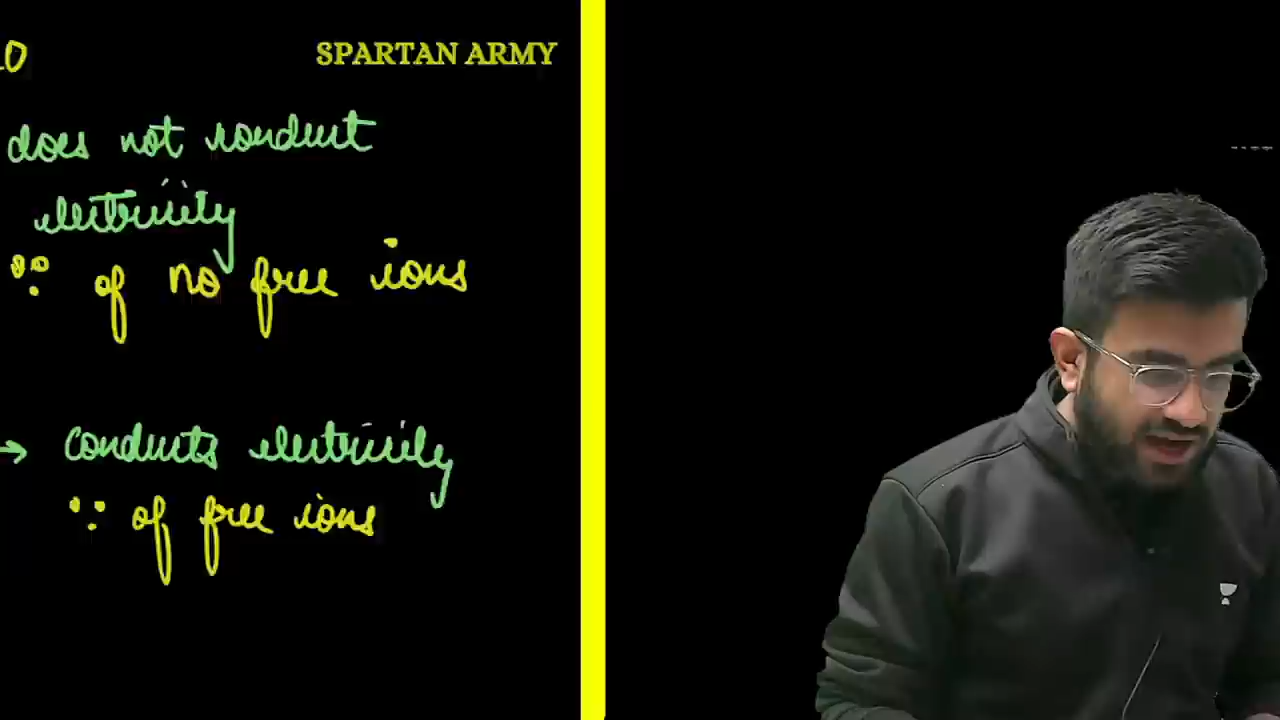 SPARTAN ARMY
does not conduct
electricity
∵ of no free ions
→ conducts electricity
∵ of free ions